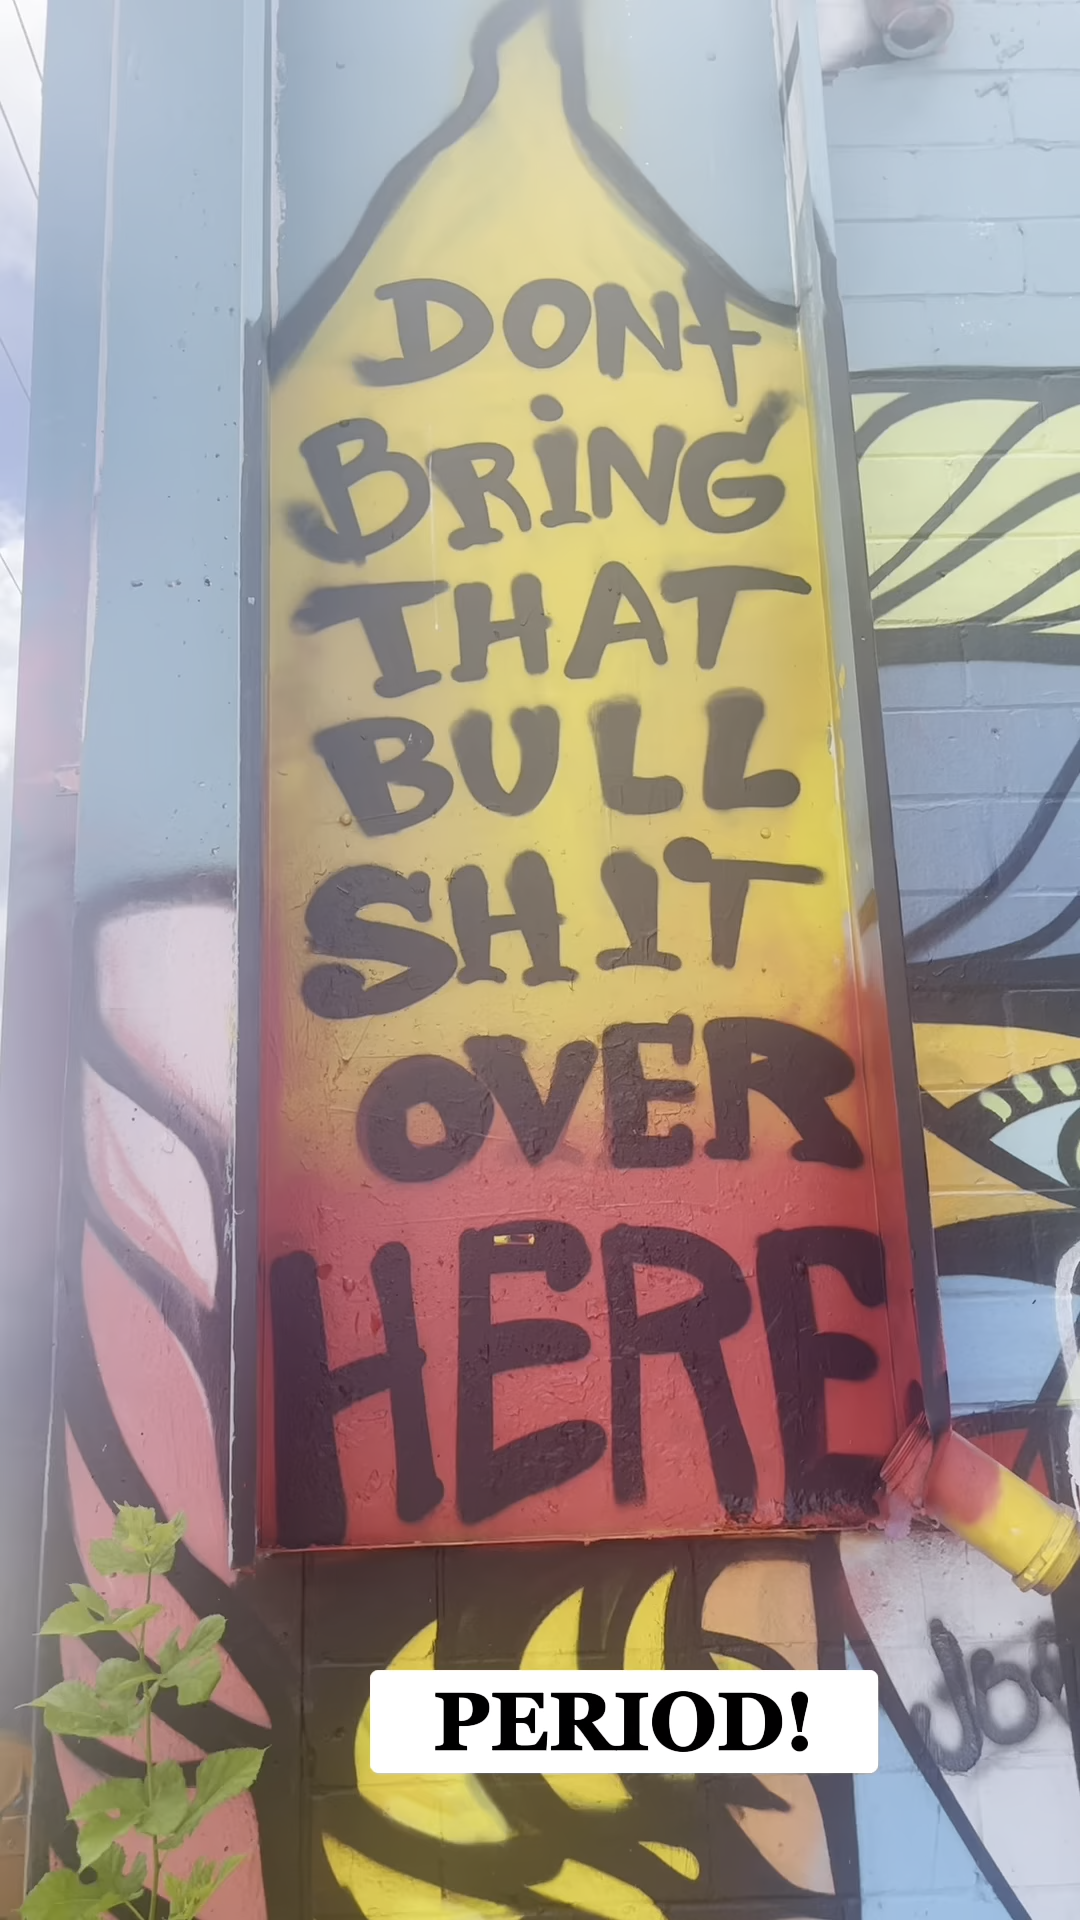 DONt
BRiNG
THAT
BULL
SHIT
OVER
HERE
PERIOD!